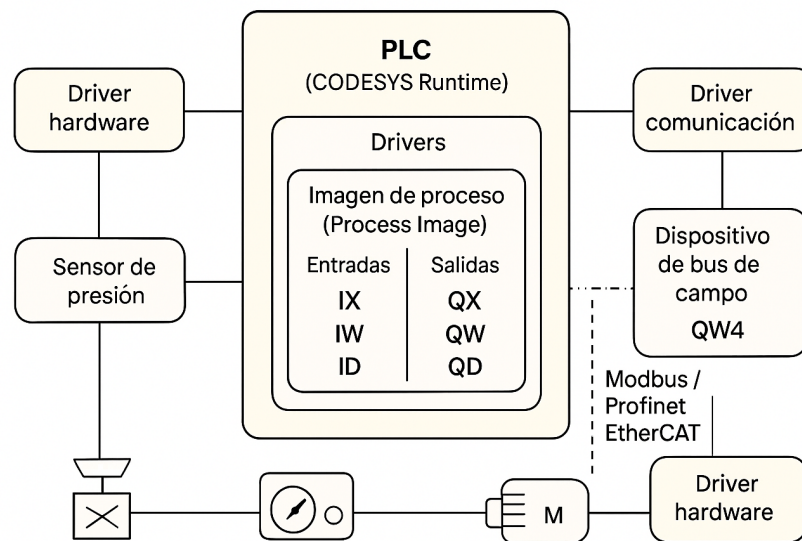 PLC
(CODESYS Runtime)
Driver
hardware
Driver
comunicación
Drivers
Imagen de proceso
(Process Image)
Entradas
Salidas
IX
QX
IW
QW
ID
QD
Sensor de
presión
Dispositivo
de bus de
campo
QW4
Modbus /
Profinet
EtherCAT
M
Driver
hardware